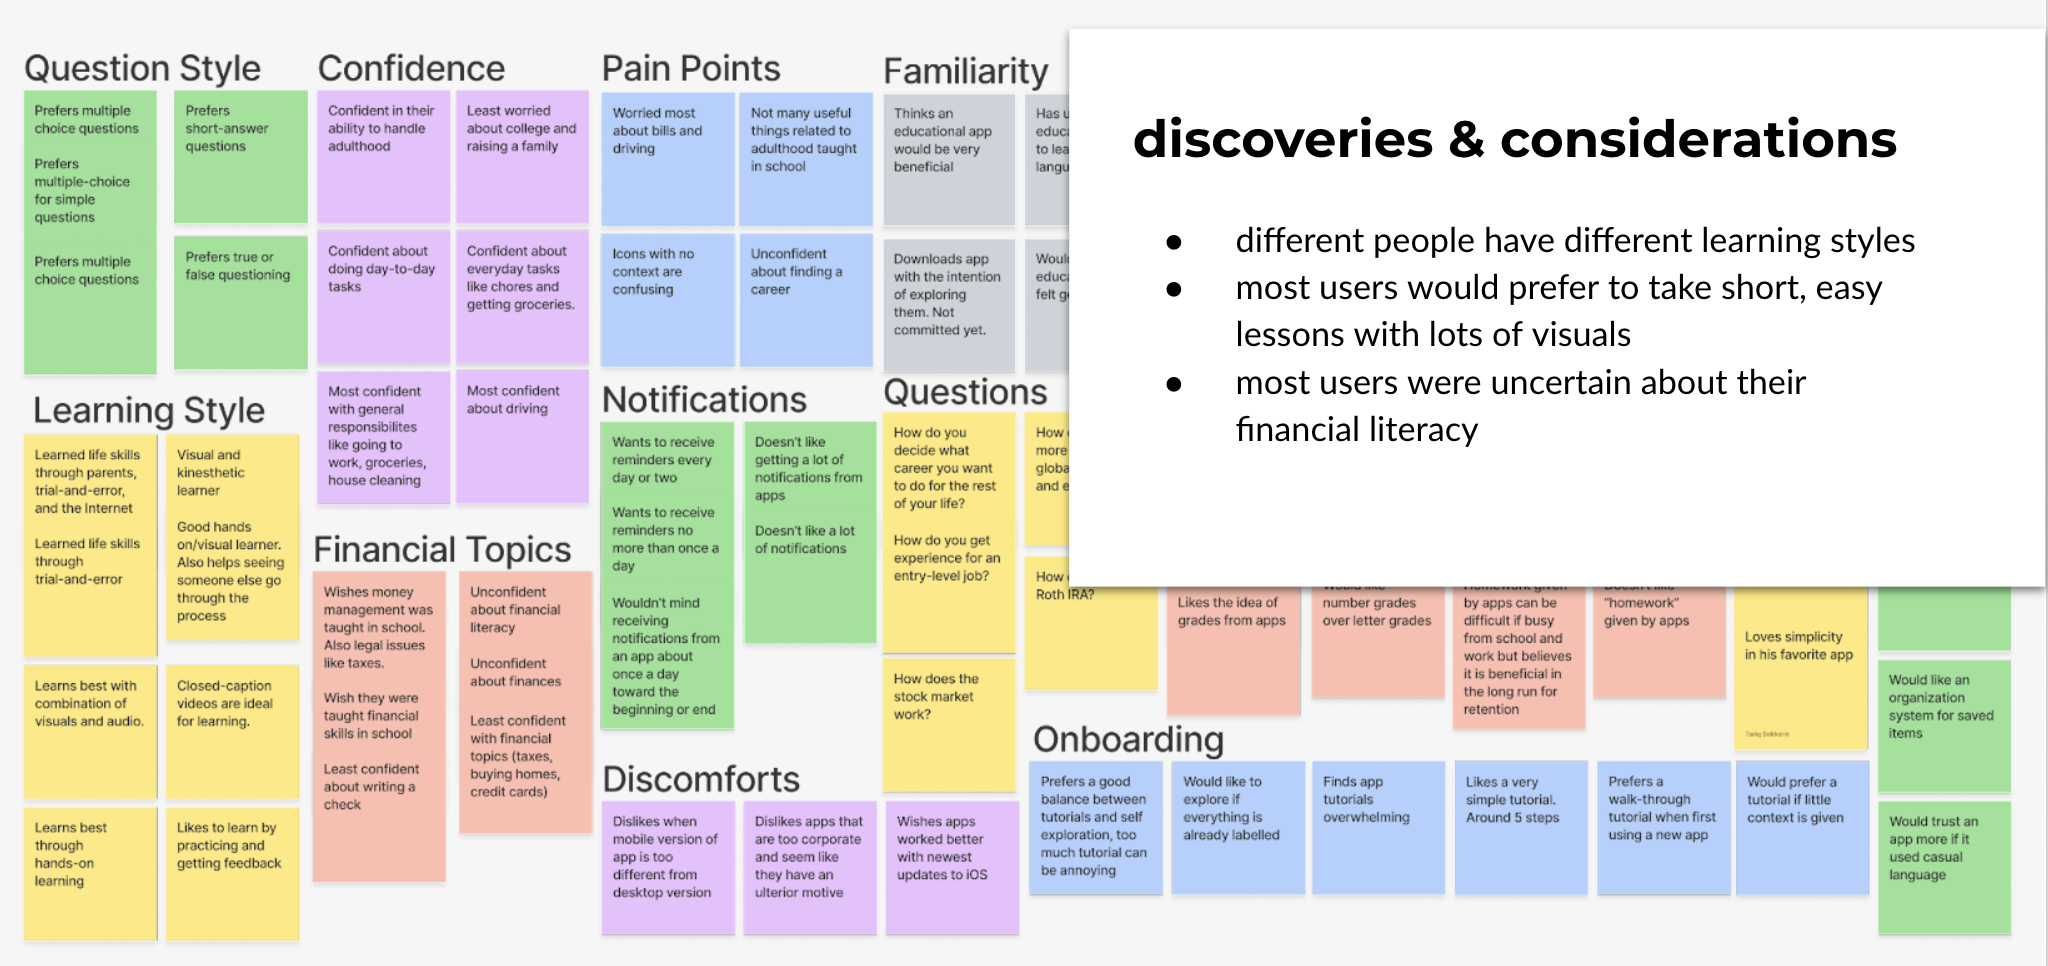 Question Style
Prefers multiple
choice questions
Prefers
multiple-choice
for simple
questions
Prefers multiple
choice questions
Prefers
short-answer
questions
Prefers true or
false questioning
Confidence
Confident in their
ability to handle
adulthood
Least worried
about college and
raising a family
Confident about
doing day-to-day
tasks
Confident about
everyday tasks
like chores and
getting groceries.
Most confident
with general
responsibilites
like going to
work, groceries,
house cleaning
Most confident
about driving
Pain Points
Worried most
about bills and
driving
Not many useful
things related to
adulthood taught
in school
Icons with no
context are
confusing
Unconfident
about finding a
career
Familiarity
Thinks an
educational app
would be very
beneficial
Has
to
Downloads app
with the intention
of exploring
them. Not
committed yet.
felt
discoveries & considerations
● different people have different learning styles
● most users would prefer to take short, easy
lessons with lots of visuals
● most users were uncertain about their
financial literacy
Learning Style
Learned life skills
through parents,
trial-and-error,
and the Internet
Learned life skills
through
trial-and-error
Visual and
kinesthetic
learner
Good hands
on/visual learner.
Also helps seeing
someone else go
through the
process
Learns best with
combination of
visuals and audio.
Closed-caption
videos are ideal
for learning.
Learns best
through
hands-on
learning
Likes to learn by
practicing and
getting feedback
Financial Topics
Wishes money
management was
taught in school.
Also legal issues
like taxes.
Wish they were
taught financial
skills in school
Least confident
about writing a
check
Unconfident
about financial
literacy
Unconfident
about finances
Least confident
with financial
topics (taxes,
buying homes,
credit cards)
Notifications
Wants to receive
reminders every
day or two
Wants to receive
reminders no
more than once a
day
Wouldn't mind
receiving
notifications from
an app about
once a day
toward the
beginning or end
Doesn't like
getting a lot of
notifications from
apps
Doesn't like a lot
of notifications
Discomforts
Dislikes when
mobile version of
app is too
different from
desktop version
Dislikes apps that
are too corporate
and seem like
they have an
ulterior motive
Wishes apps
worked better
with newest
updates to iOS
Questions
How do you
decide what
career you want
to do for the rest
of your life?
How do you get
experience for an
entry-level job?
How
more
and
How
Roth IRA?
How does the
stock market
work?
Likes the idea of
grades from apps
Would like
number grades
over letter grades
Homework given
by apps can be
difficult if busy
from school and
work but believes
it is beneficial in
the long run for
retention
Doesn't like
"homework"
given by apps
Loves simplicity
in his favorite app
Would like an
organization
system for saved
items
Would trust an
app more if it
used casual
language
Onboarding
Prefers a good
balance between
tutorials and self
exploration, too
much tutorial can
be annoying
Would like to
explore if
everything is
already labelled
Finds app
tutorials
overwhelming
Likes a very
simple tutorial.
Around 5 steps
Prefers a
walk-through
tutorial when first
using a new app
Would prefer a
tutorial if little
context is given